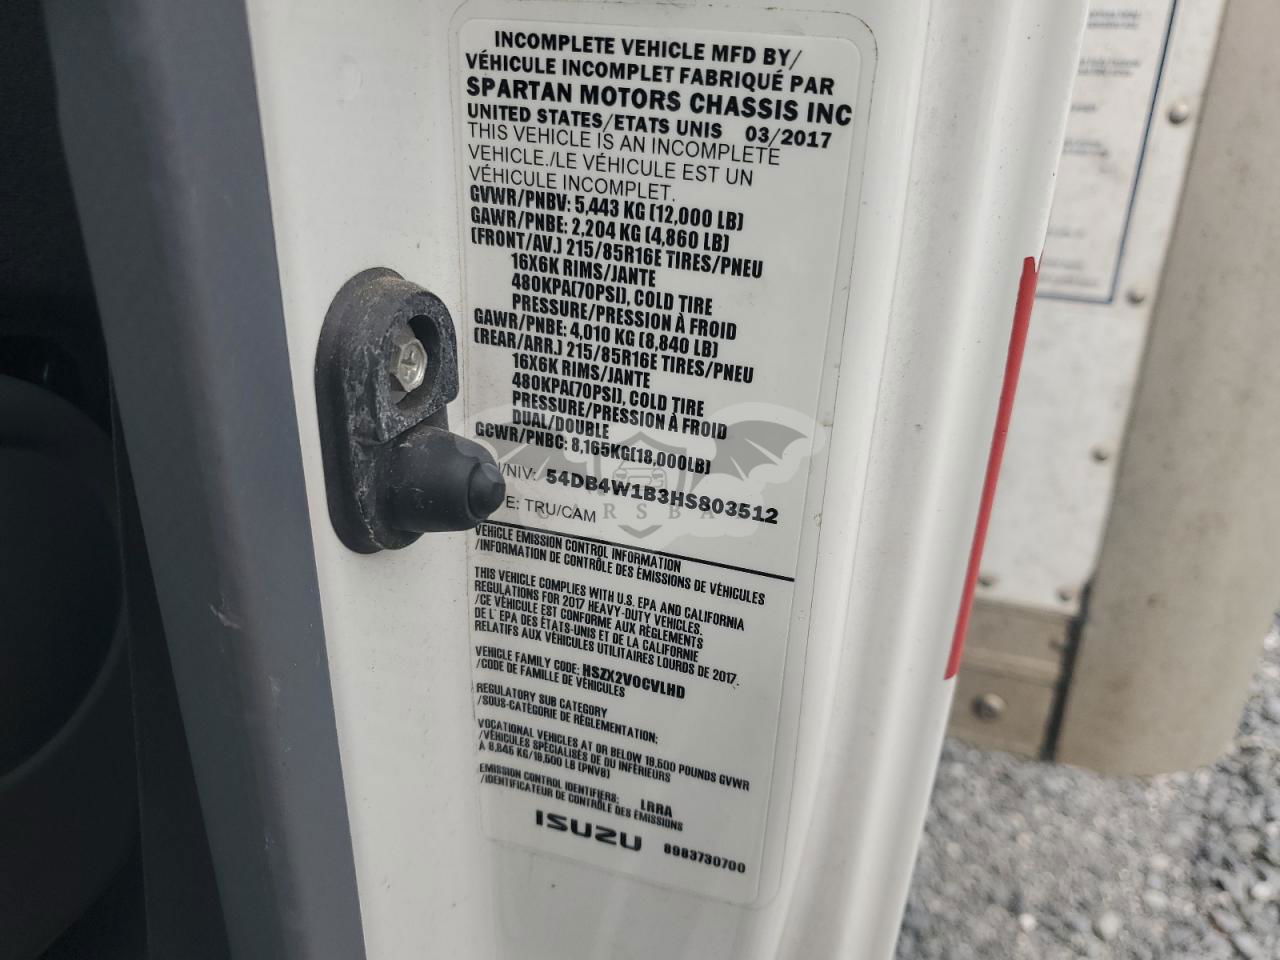 INCOMPLETE VEHICLE MFD BY/
VÉHICULE INCOMPLET FABRIQUÉ PAR
SPARTAN MOTORS CHASSIS INC
UNITED STATES/ETATS UNIS 03/2017
THIS VEHICLE IS AN INCOMPLETE
VEHICLE./LE VÉHICULE EST UN
VÉHICULE INCOMPLET.
GVWR/PNBV: 5,443 KG (12,000 LB)
GAWR/PNBE: 2,204 KG (4,860 LB)
(FRONT/AV.) 215/85R16E TIRES/PNEU
16X6K RIMS/JANTE
480KPA(70PSI), COLD TIRE
PRESSURE/PRESSION À FROID
GAWR/PNBE: 4,010 KG (8,840 LB)
(REAR/ARR.) 215/85R16E TIRES/PNEU
16X6K RIMS/JANTE
480KPA(70PSI), COLD TIRE
PRESSURE/PRESSION À FROID
DUAL/DOUBLE
GCWR/PNBC: 8,165KG(18,000LB)
/NIV: 54DB4W1B3HS803512
E: TRU/CAM
VEHICLE EMISSION CONTROL INFORMATION
/INFORMATION DE CONTRÔLE DES ÉMISSIONS DE VÉHICULES
THIS VEHICLE COMPLIES WITH U.S. EPA AND CALIFORNIA
REGULATIONS FOR 2017 HEAVY-DUTY VEHICLES.
/CE VÉHICULE EST CONFORME AUX RÈGLEMENTS
DE L'EPA DES ÉTATS-UNIS ET DE LA CALIFORNIE
RELATIFS AUX VÉHICULES UTILITAIRES LOURDS DE 2017.
VEHICLE FAMILY CODE: HSZX2VOCVLHD
/CODE DE FAMILLE DE VÉHICULES
REGULATORY SUB CATEGORY
/SOUS-CATÉGORIE DE RÈGLEMENTATION:
VOCATIONAL VEHICLES AT OR BELOW 19,500 POUNDS GVWR
/VÉHICULES SPÉCIALISÉS DE OU INFÉRIEURS
À 8,845 KG/19,500 LB (PNVB)
EMISSION CONTROL IDENTIFIERS: LRRA
/IDENTIFICATEUR DE CONTRÔLE DES ÉMISSIONS
ISUZU 8983730700